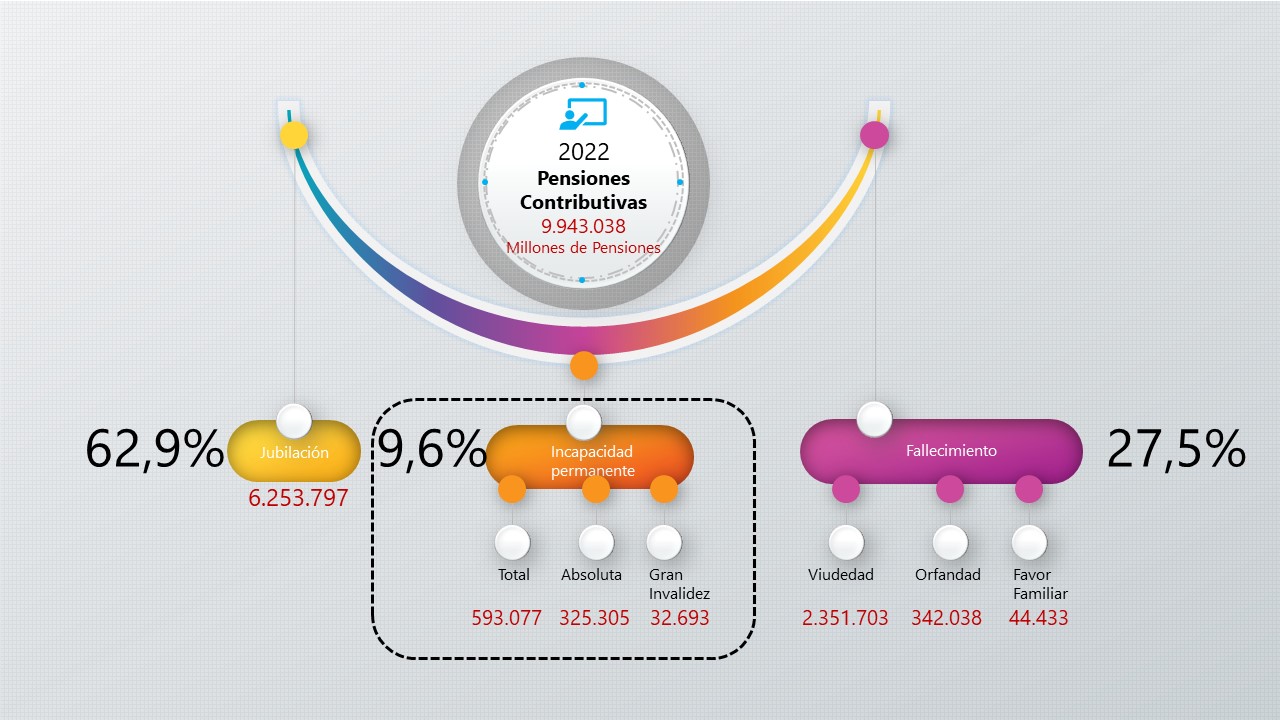 2022
Pensiones
Contributivas
9.943.038
Millones de Pensiones
62,9%
Jubilación
6.253.797
9,6%
Incapacidad
permanente
Total
Absoluta
Gran
Invalidez
593.077
325.305
32.693
Fallecimiento
27,5%
Viudedad
Orfandad
Favor
Familiar
2.351.703
342.038
44.433